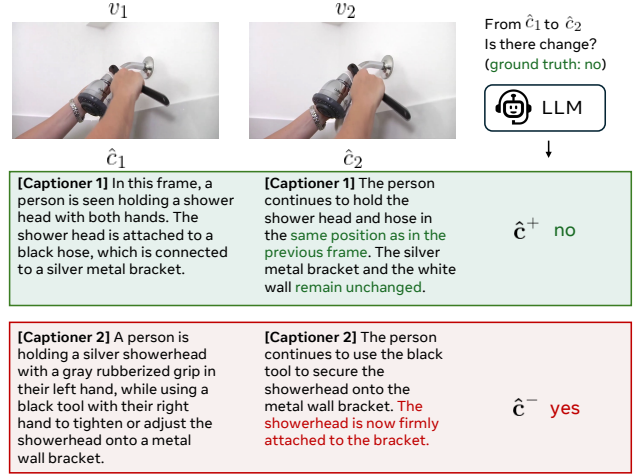 v₁
v₂
From ĉ₁ to ĉ₂
Is there change?
(ground truth: no)
LLM
ĉ₁
ĉ₂
[Captioner 1] In this frame, a
person is seen holding a shower
head with both hands. The
shower head is attached to a
black hose, which is connected
to a silver metal bracket.
[Captioner 1] The person
continues to hold the
shower head and hose in
the same position as in the
previous frame. The silver
metal bracket and the white
wall remain unchanged.
ĉ⁺ no
[Captioner 2] A person is
holding a silver showerhead
with a gray rubberized grip in
their left hand, while using a
black tool with their right
hand to tighten or adjust the
showerhead onto a metal
wall bracket.
[Captioner 2] The person
continues to use the black
tool to secure the
showerhead onto the
metal wall bracket. The
showerhead is now firmly
attached to the bracket.
ĉ⁻ yes